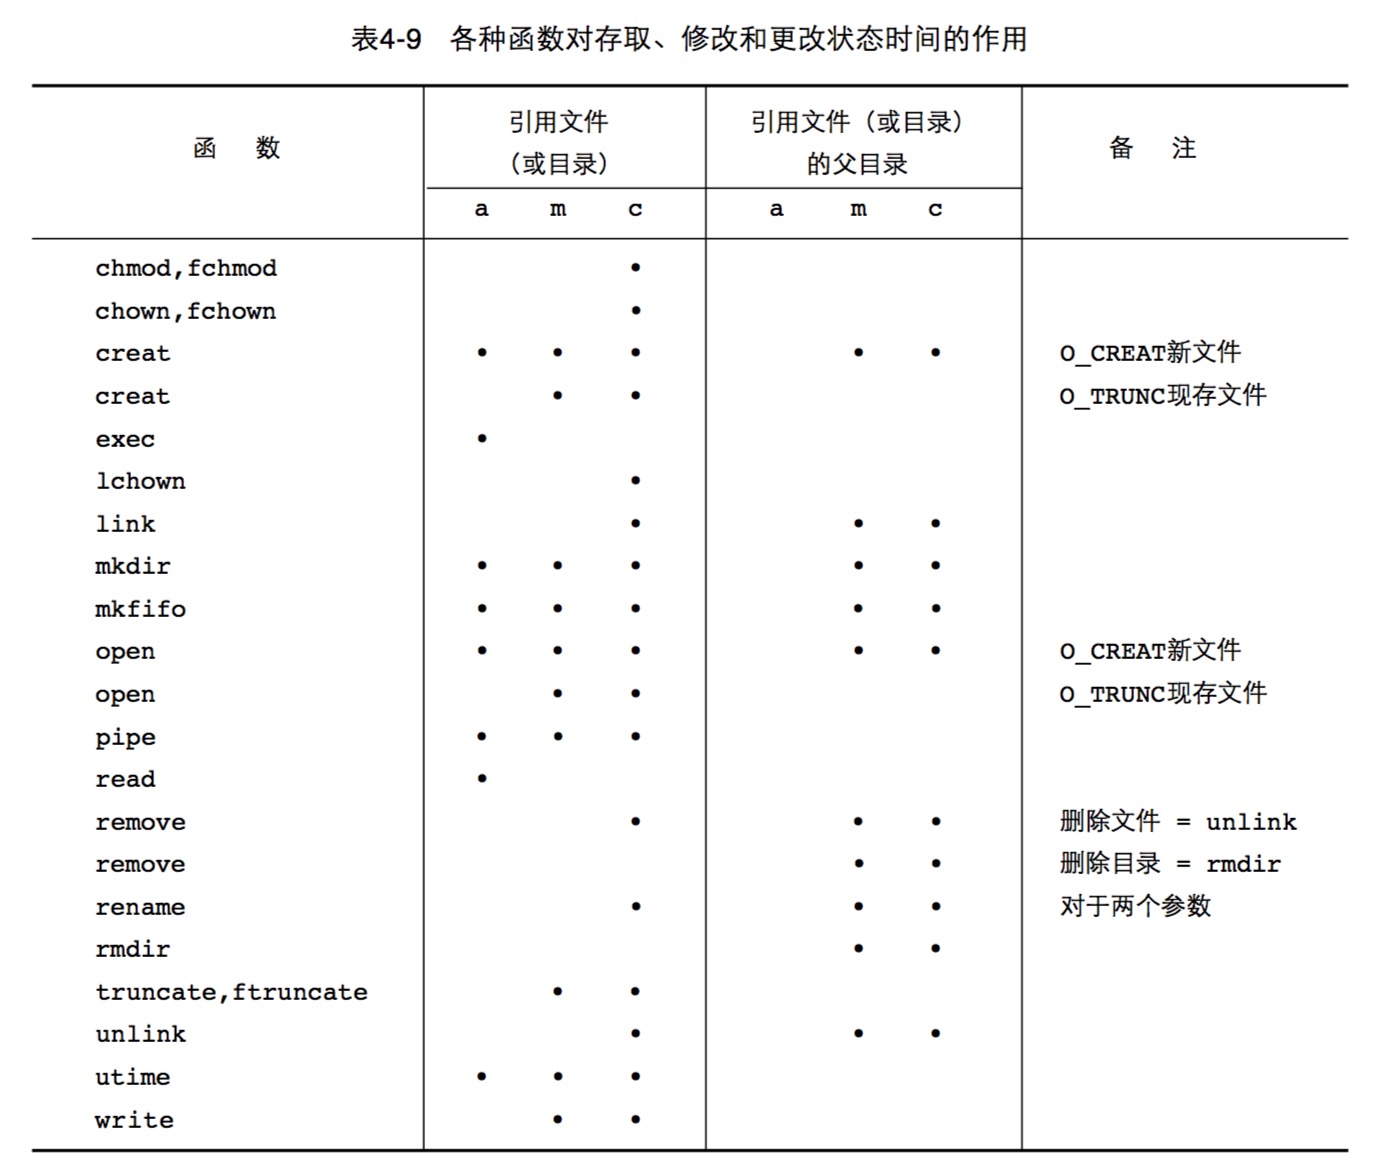 表4-9 各种函数对存取、修改和更改状态时间的作用
函 数 引用文件（或目录） 引用文件（或目录）的父目录 备 注
a m c a m c
chmod,fchmod •
chown,fchown •
creat • • • • • O_CREAT新文件
creat • • O_TRUNC现存文件
exec •
lchown •
link • • •
mkdir • • • • •
mkfifo • • • • •
open • • • • • O_CREAT新文件
open • • O_TRUNC现存文件
pipe • • •
read •
remove • • • 删除文件 = unlink
remove • • 删除目录 = rmdir
rename • • • 对于两个参数
rmdir • •
truncate,ftruncate • •
unlink • • •
utime • • •
write • •